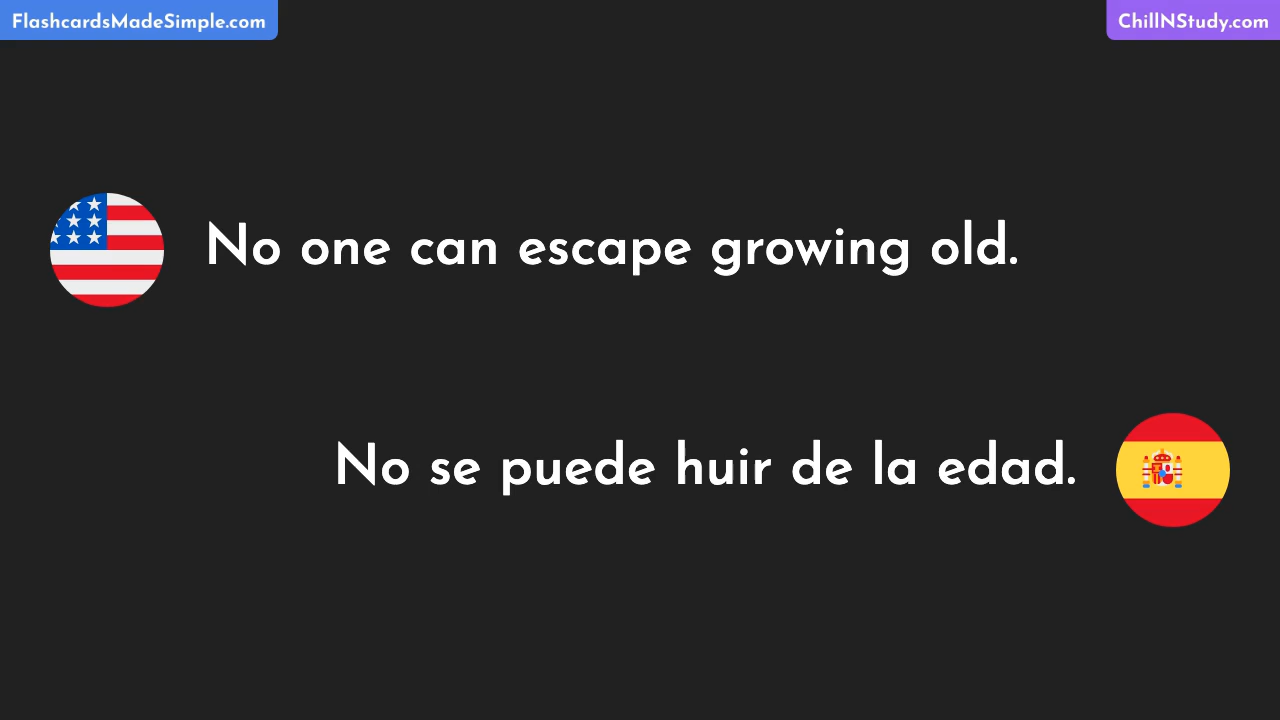 FlashcardsMadeSimple.com
ChillNStudy.com
No one can escape growing old.
No se puede huir de la edad.